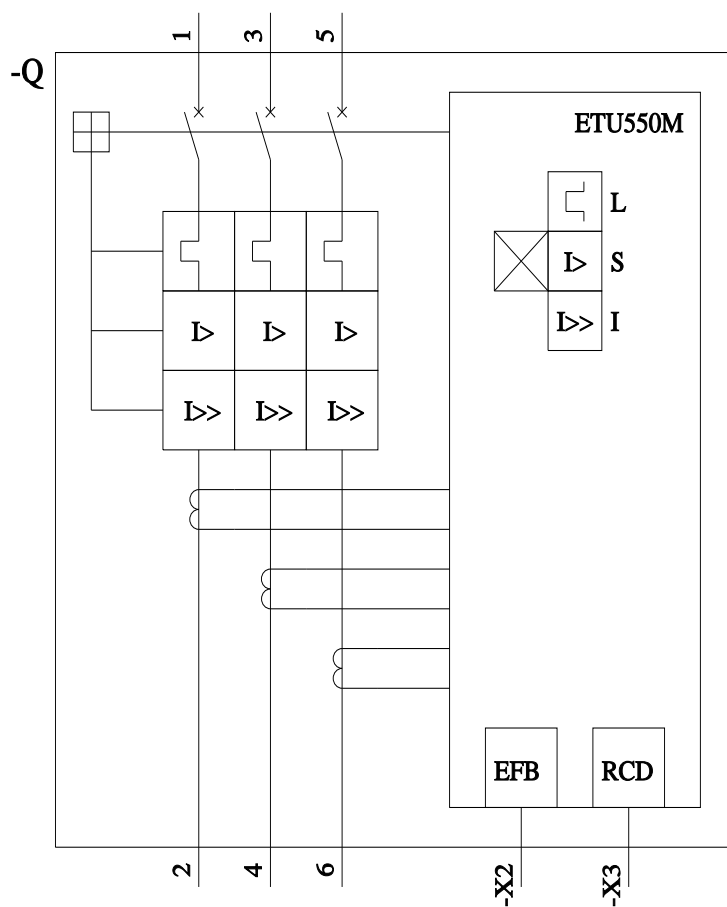 1 3 5
-Q
ETU550M
L
I> S
I>> I
I> I> I>
I>> I>> I>>
EFB RCD
2 4 6 -X2 -X3